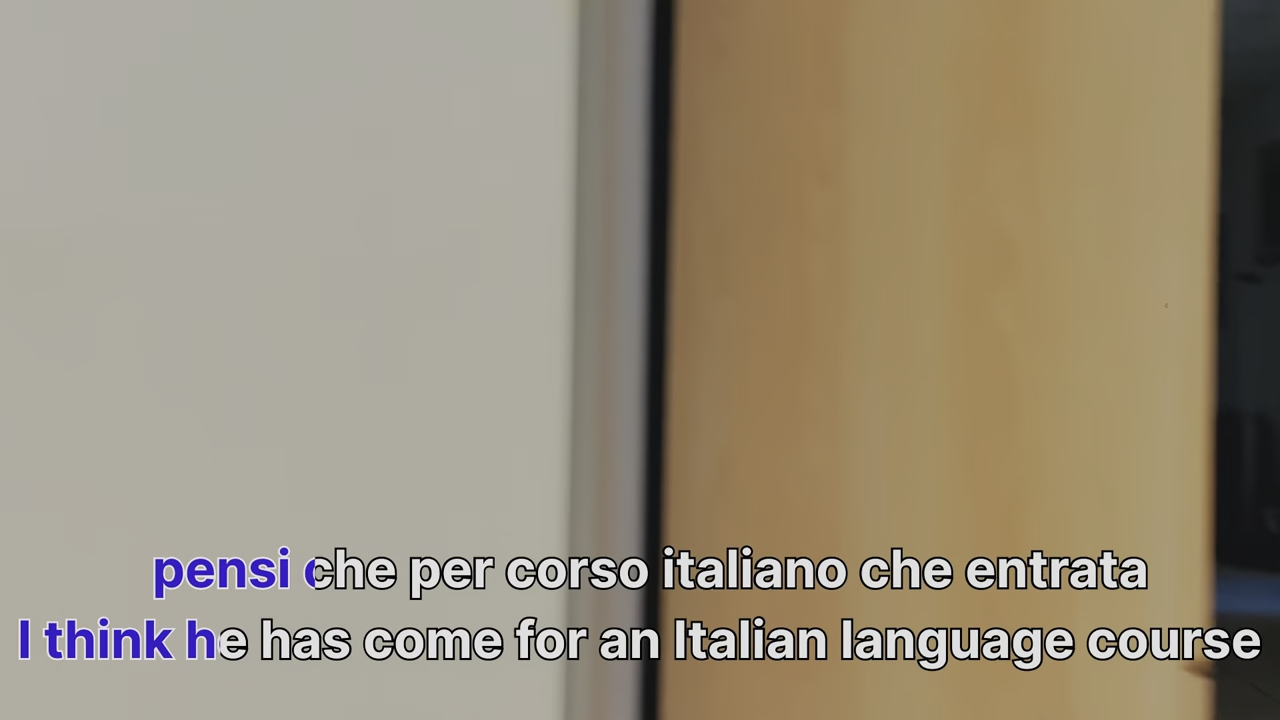 pensi che per corso italiano che entrata
I think he has come for an Italian language course